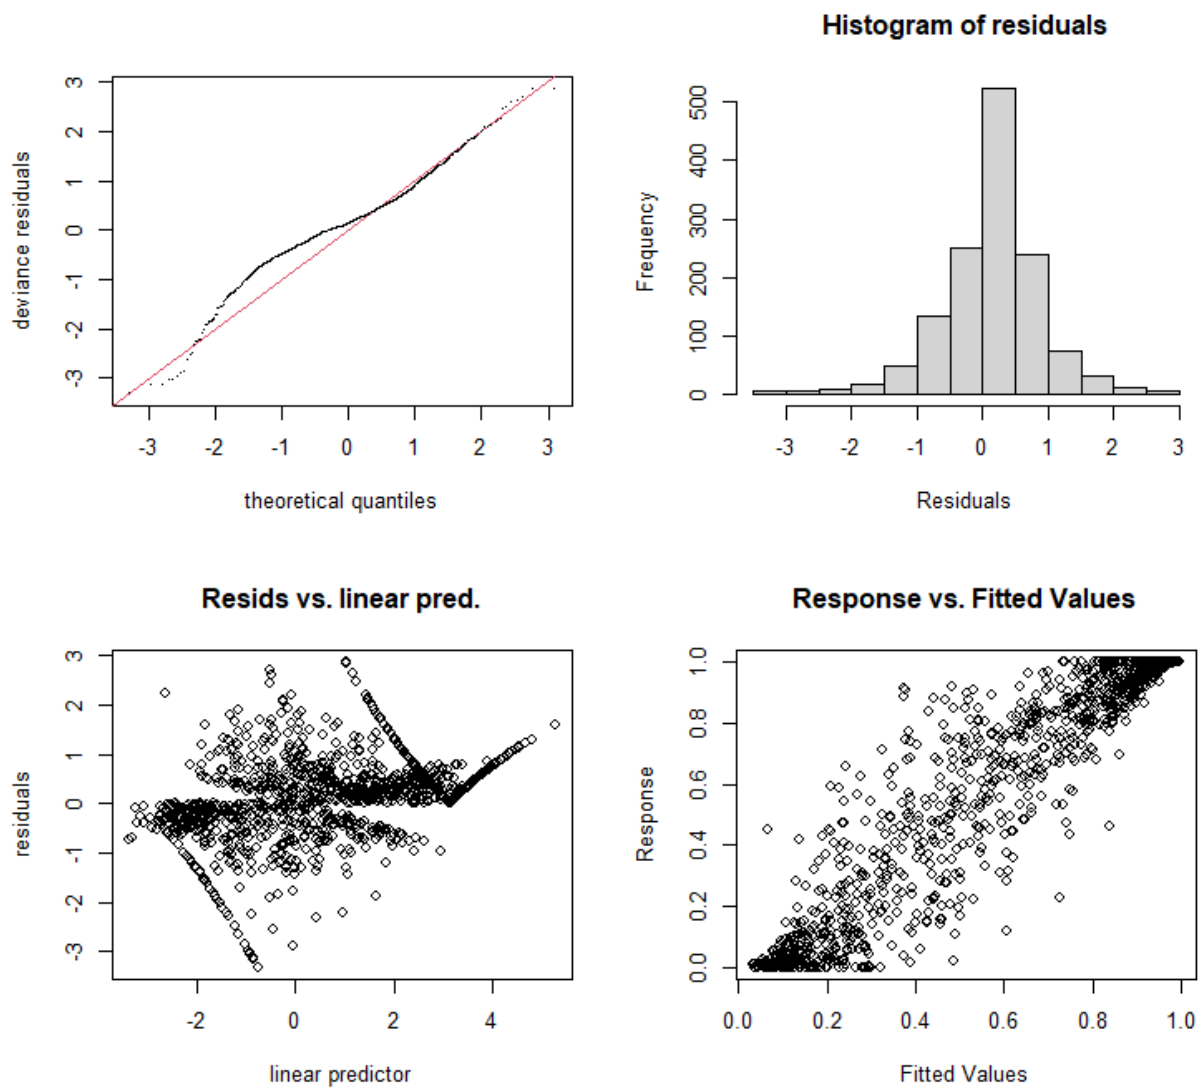 deviance residuals
3
2
1
0
-1
-2
-3
-3 -2 -1 0 1 2 3
theoretical quantiles
Histogram of residuals
Frequency
500
400
300
200
100
0
-3 -2 -1 0 1 2 3
Residuals
Resids vs. linear pred.
residuals
3
2
1
0
-1
-2
-3
-2 0 2 4
linear predictor
Response vs. Fitted Values
Response
1.0
0.8
0.6
0.4
0.2
0.0
0.0 0.2 0.4 0.6 0.8 1.0
Fitted Values